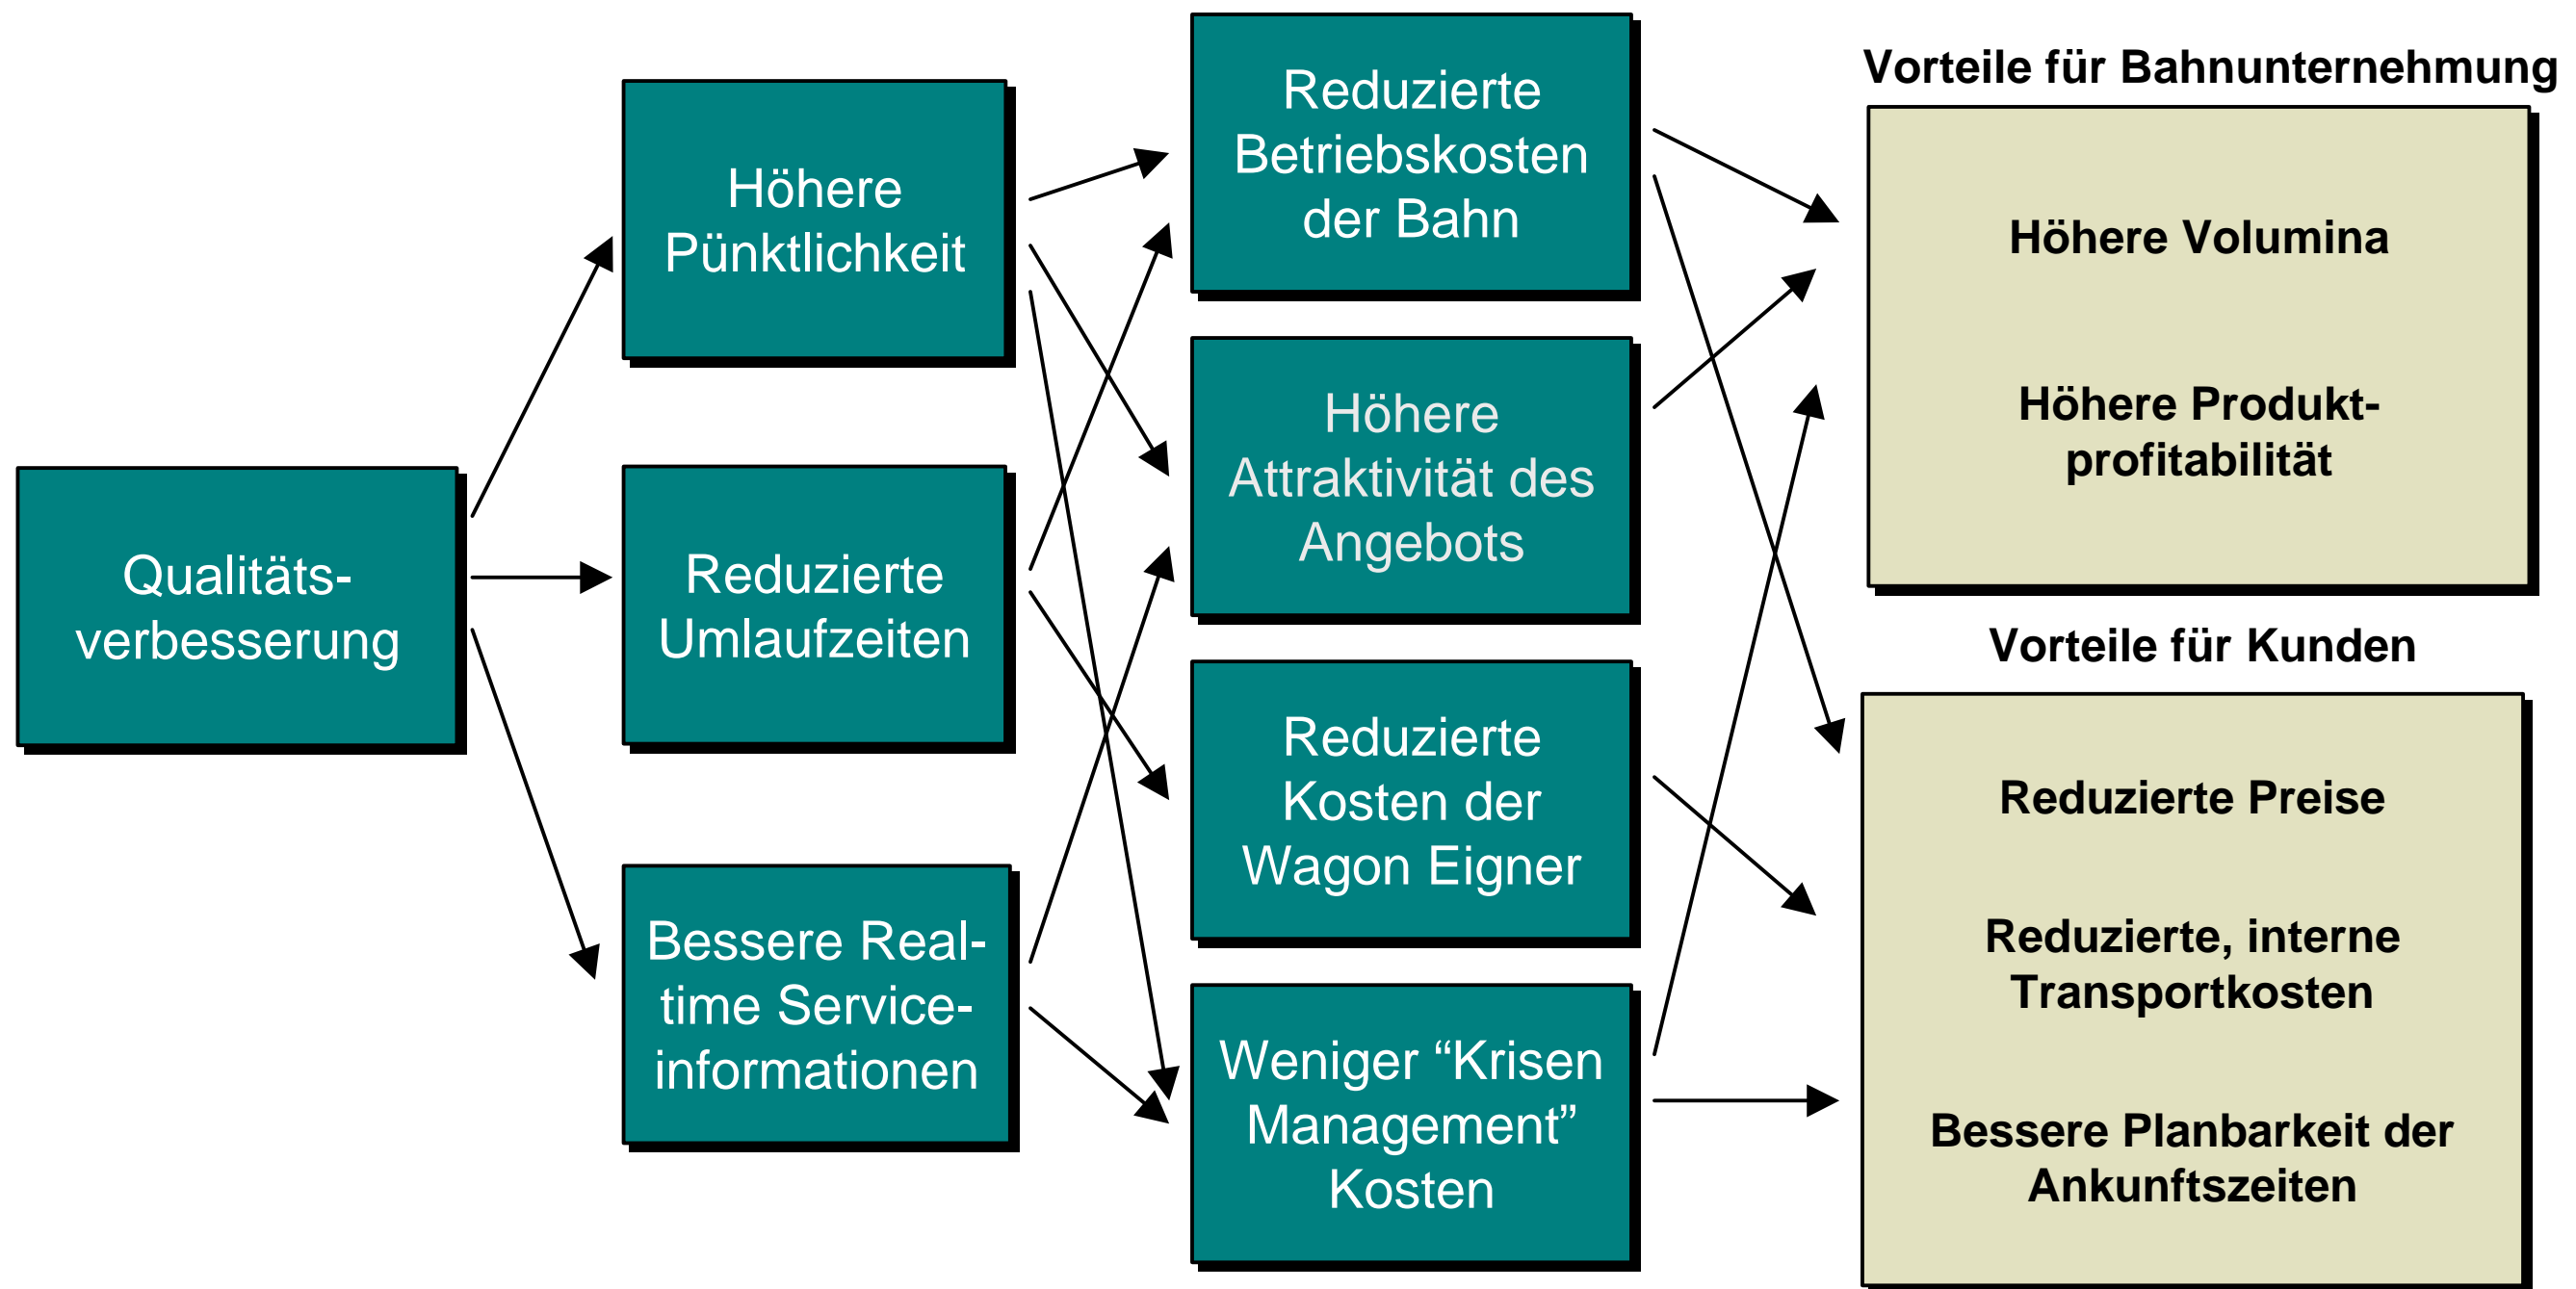 Qualitäts-
verbesserung
Höhere
Pünktlichkeit
Reduzierte
Umlaufzeiten
Bessere Real-
time Service-
informationen
Reduzierte
Betriebskosten
der Bahn
Höhere
Attraktivität des
Angebots
Reduzierte
Kosten der
Wagon Eigner
Weniger “Krisen
Management”
Kosten
Vorteile für Bahnunternehmung
Höhere Volumina
Höhere Produkt-
profitabilität
Vorteile für Kunden
Reduzierte Preise
Reduzierte, interne
Transportkosten
Bessere Planbarkeit der
Ankunftszeiten